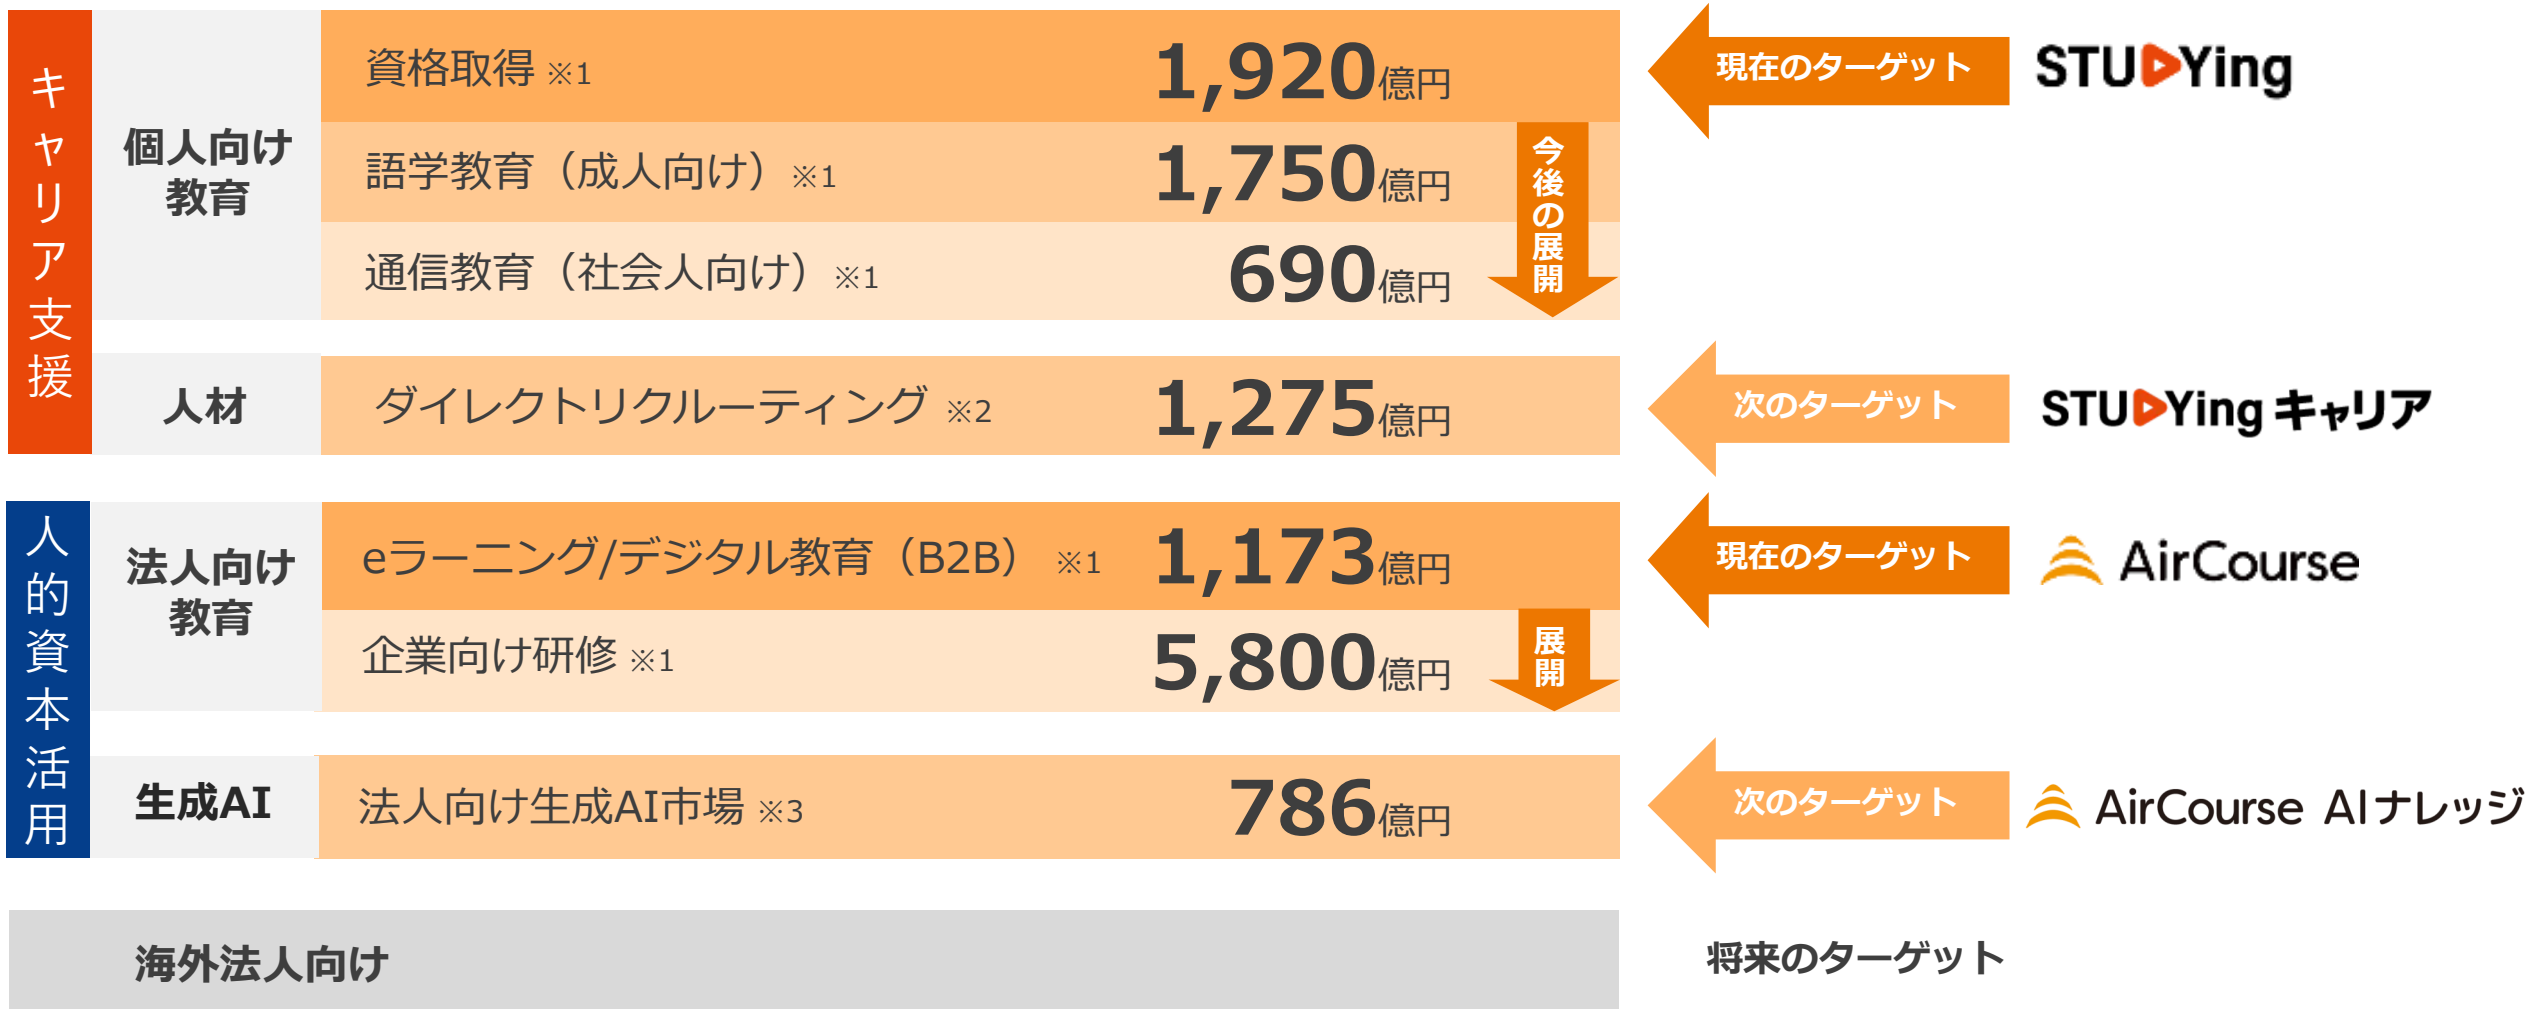 キャリア支援
個人向け
教育
資格取得 ※1
1,920億円
現在のターゲット
STUDYing
語学教育（成人向け）※1
1,750億円
今後の展開
通信教育（社会人向け）※1
690億円
人材
ダイレクトリクルーティング ※2
1,275億円
次のターゲット
STUDYing キャリア
人的資本活用
法人向け
教育
eラーニング/デジタル教育（B2B） ※1
1,173億円
現在のターゲット
AirCourse
企業向け研修 ※1
5,800億円
展開
生成AI
法人向け生成AI市場 ※3
786億円
次のターゲット
AirCourse AIナレッジ
海外法人向け
将来のターゲット